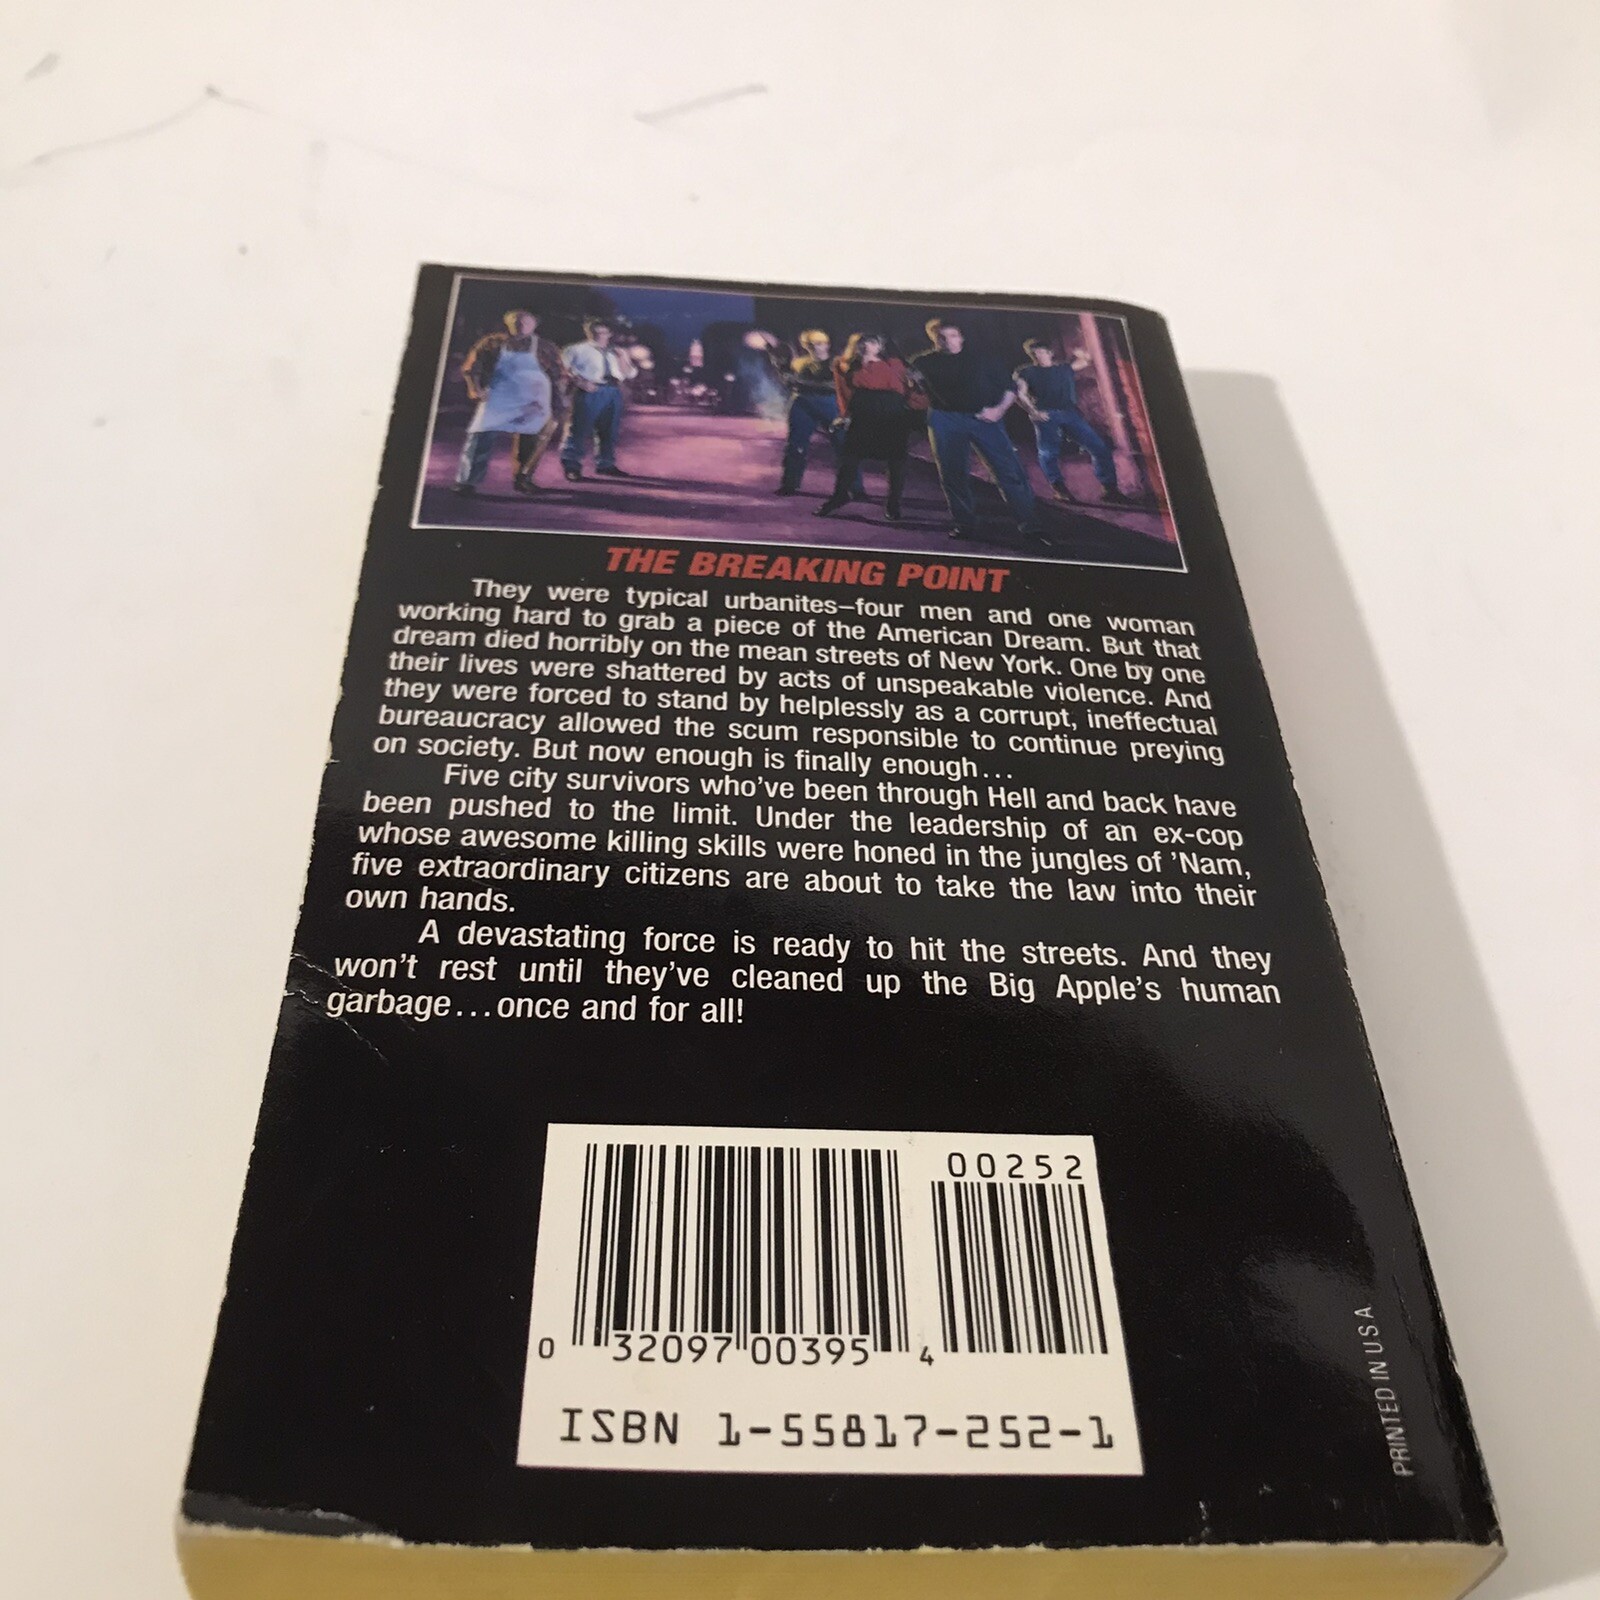 THE BREAKING POINT
They were typical urbanites–four men and one woman
working hard to grab a piece of the American Dream. But that
dream died horribly on the mean streets of New York. One by one
their lives were shattered by acts of unspeakable violence. And
they were forced to stand by helplessly as a corrupt, ineffectual
bureaucracy allowed the scum responsible to continue preying
on society. But now enough is finally enough...
Five city survivors who've been through Hell and back have
been pushed to the limit. Under the leadership of an ex-cop
whose awesome killing skills were honed in the jungles of 'Nam,
five extraordinary citizens are about to take the law into their
own hands.
A devastating force is ready to hit the streets. And they
won't rest until they've cleaned up the Big Apple's human
garbage...once and for all!
00252
0 32097 00395 4
ISBN 1-55817-252-1
PRINTED IN USA